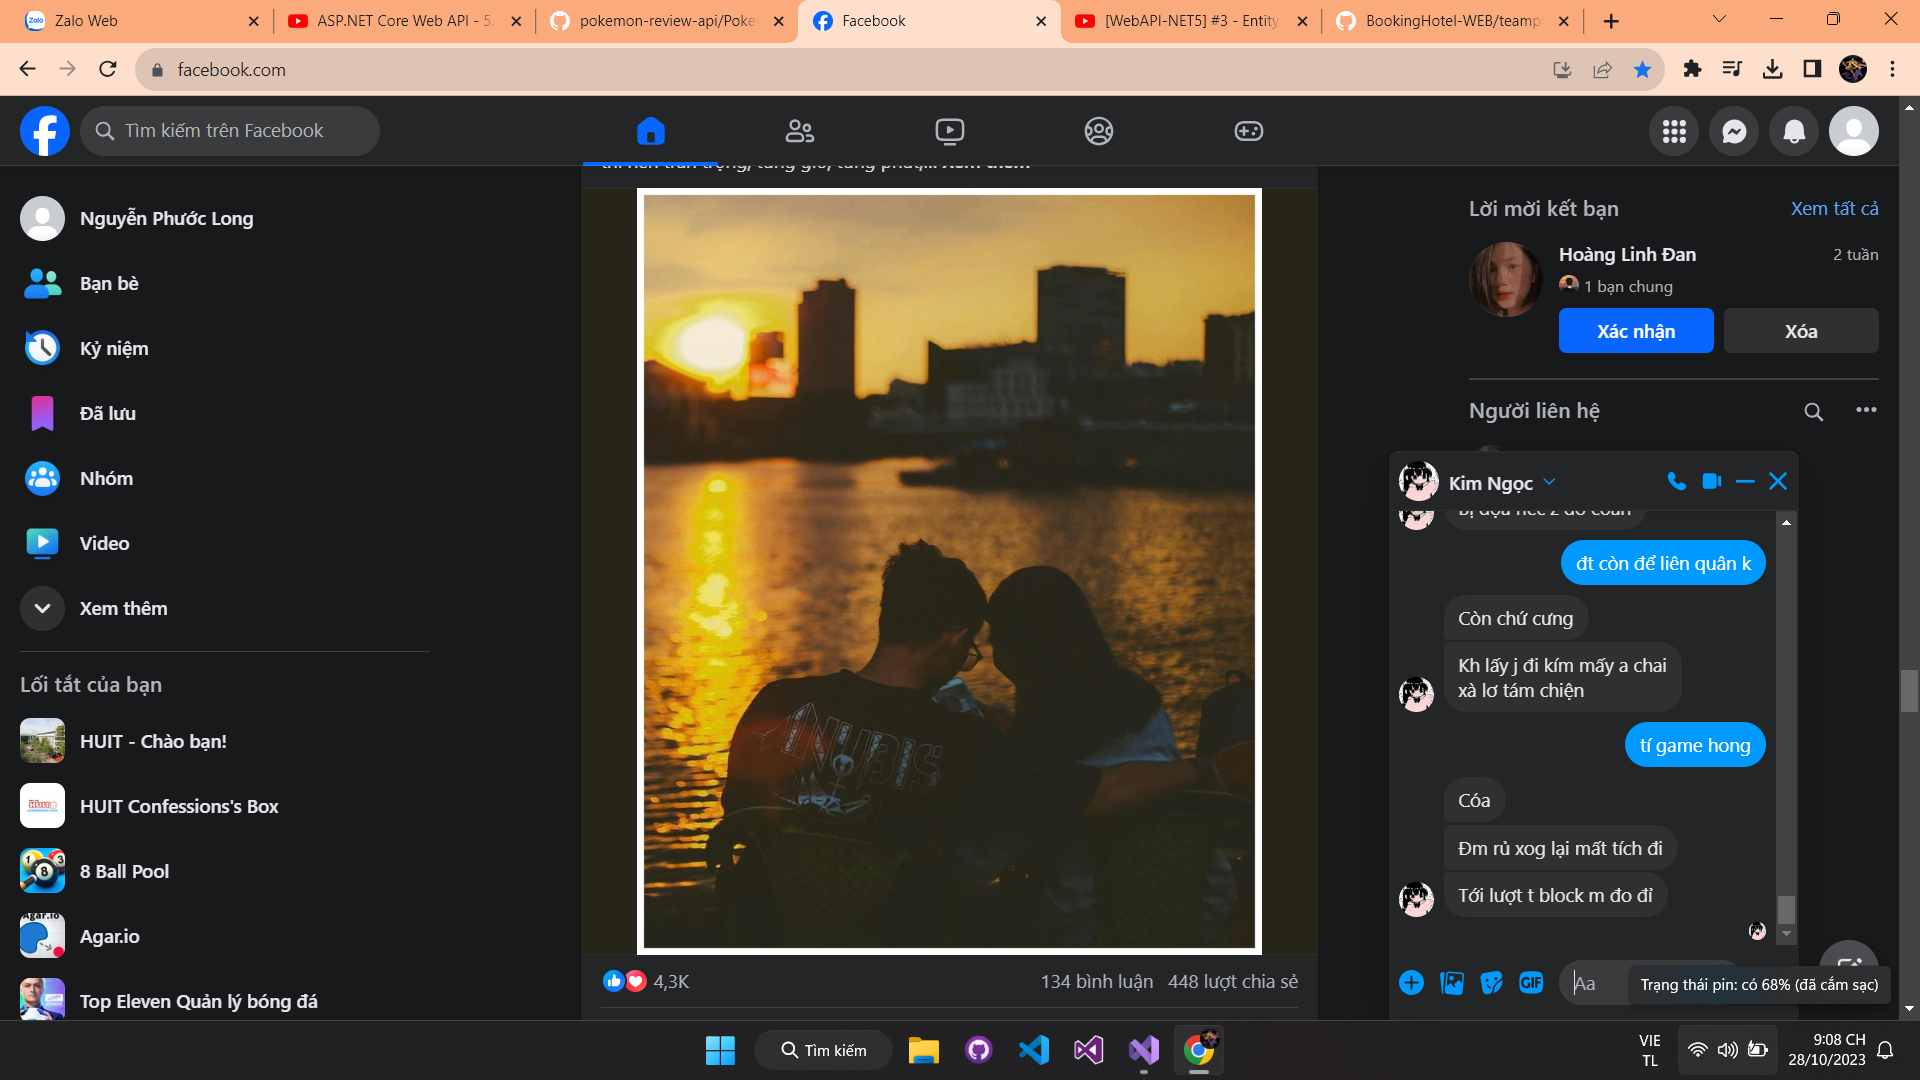 Zalo Web
ASP.NET Core Web API - 5.
pokemon-review-api/Poke
Facebook
[WebAPI-NET5] #3 - Entity
BookingHotel-WEB/teamp
facebook.com
Tìm kiếm trên Facebook
Nguyễn Phước Long
Bạn bè
Kỷ niệm
Đã lưu
Nhóm
Video
Xem thêm
Lối tắt của bạn
HUIT - Chào bạn!
HUIT Confessions's Box
8 Ball Pool
Agar.io
Top Eleven Quản lý bóng đá
ANUBIS
4,3K
134 bình luận 448 lượt chia sẻ
Lời mời kết bạn
Xem tất cả
Hoàng Linh Đan
2 tuần
1 bạn chung
Xác nhận
Xóa
Người liên hệ
Kim Ngọc
đt còn để liên quân k
Còn chứ cưng
Kh lấy j đi kím mấy a chai
xà lơ tám chiện
tí game hong
Cóa
Đm rủ xog lại mất tích đi
Tới lượt t block m đo đỉ
GIF
Aa
Trạng thái pin: có 68% (đã cắm sạc)
Tìm kiếm
VIE
TL
9:08 CH
28/10/2023